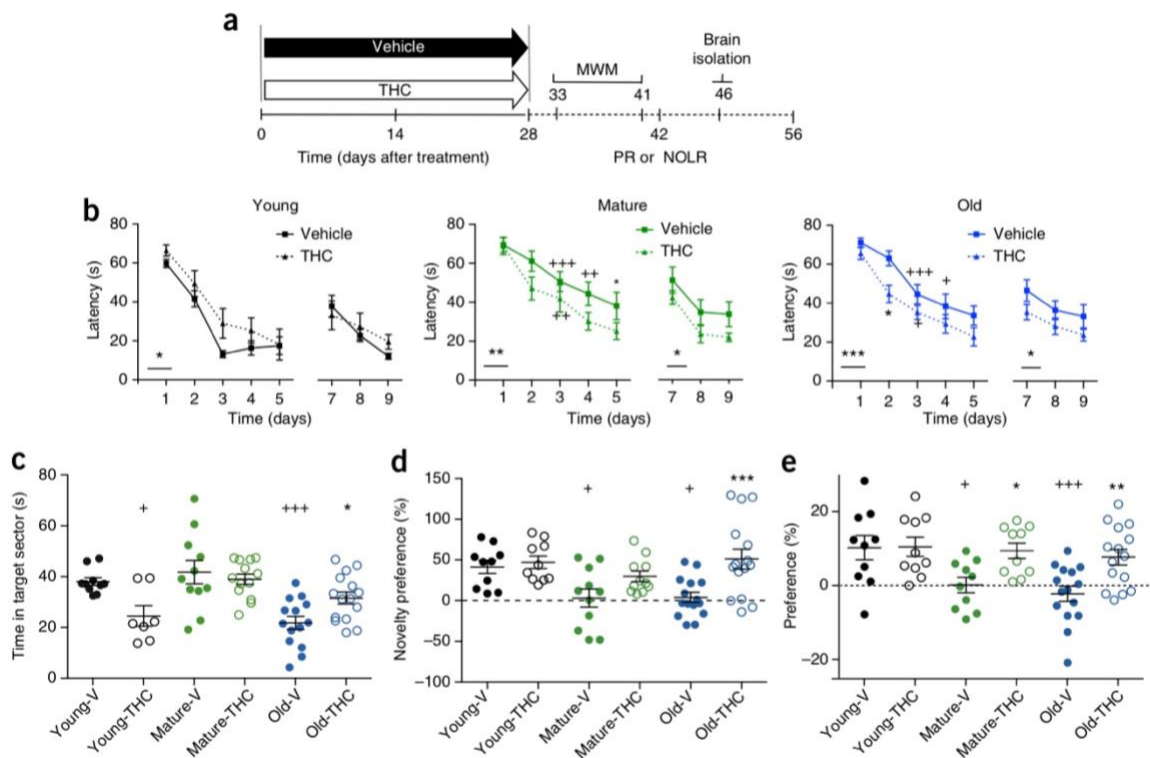 a
Vehicle
THC
MWM
33 41
Brain
isolation
46
0 14 28 42 56
Time (days after treatment)
PR or NOLR
b
Young
Vehicle
THC
Latency (s)
80
60
40
20
0
*
1 2 3 4 5 7 8 9
Time (days)
Mature
Vehicle
THC
Latency (s)
80
60
40
20
0
+++
++
*
++
**
*
1 2 3 4 5 7 8 9
Time (days)
Old
Vehicle
THC
Latency (s)
80
60
40
20
0
+++
+
*
+
***
*
1 2 3 4 5 7 8 9
Time (days)
c
Time in target sector (s)
80
60
40
20
0
+
+++
*
Young-V
Young-THC
Mature-V
Mature-THC
Old-V
Old-THC
d
Novelty preference (%)
150
100
50
0
−50
−100
+
+
***
Young-V
Young-THC
Mature-V
Mature-THC
Old-V
Old-THC
e
Preference (%)
20
0
−20
+
*
+++
**
Young-V
Young-THC
Mature-V
Mature-THC
Old-V
Old-THC